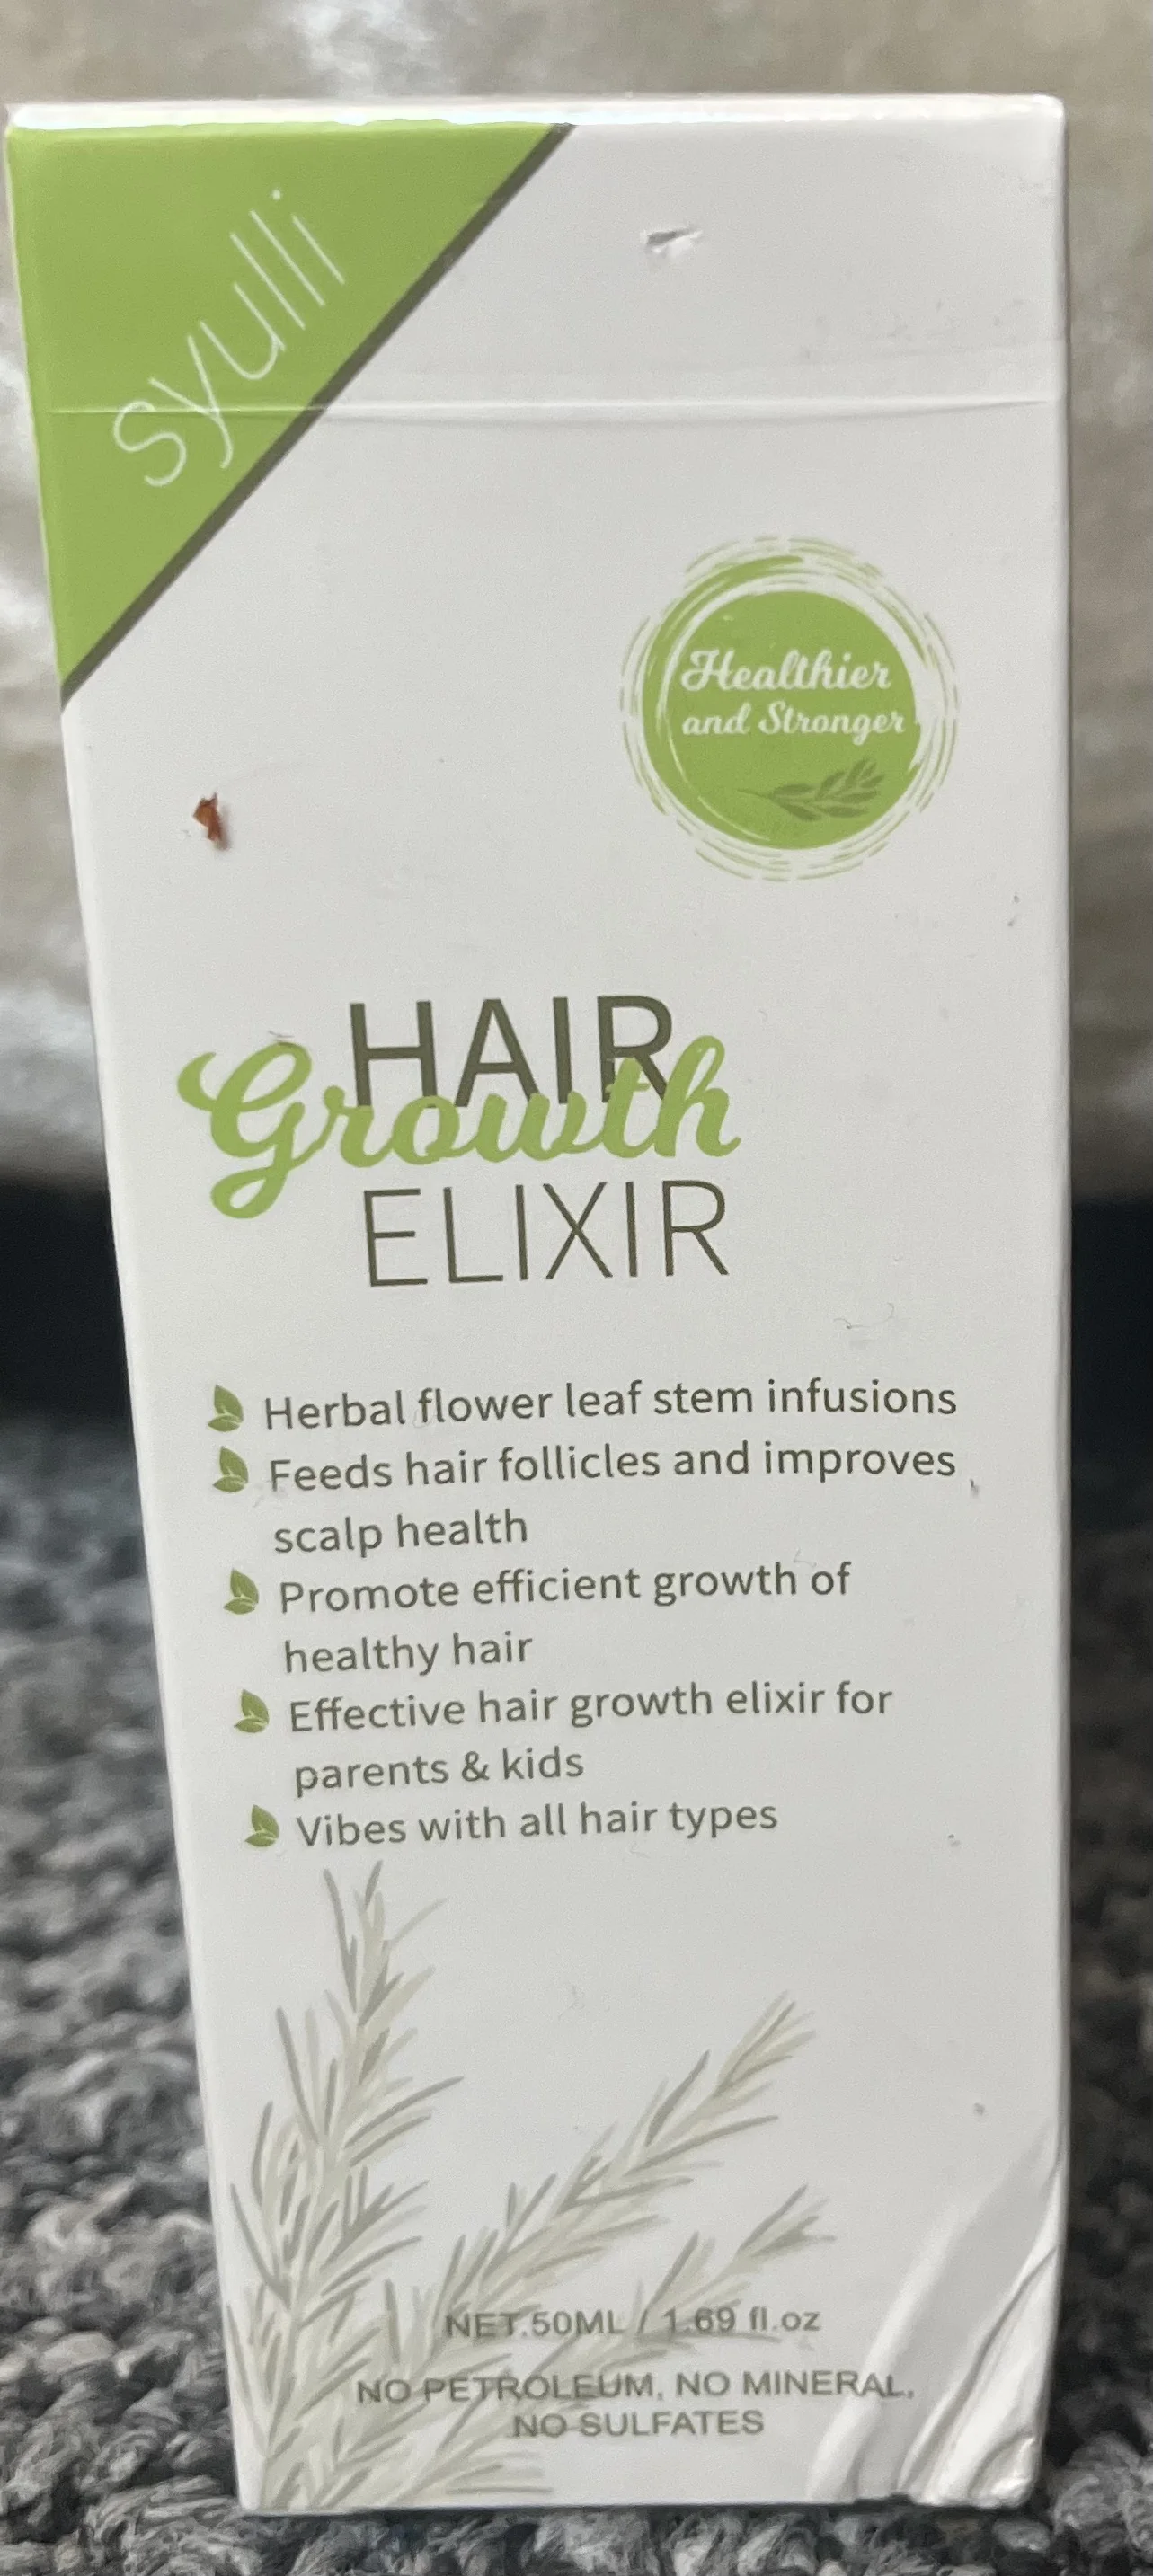 syulli
Healthier
and Stronger
HAIR
Growth
ELIXIR
Herbal flower leaf stem infusions
Feeds hair follicles and improves
scalp health
Promote efficient growth of
healthy hair
Effective hair growth elixir for
parents & kids
Vibes with all hair types
NET.50ML / 1.69 fl.oz
NO PETROLEUM, NO MINERAL,
NO SULFATES